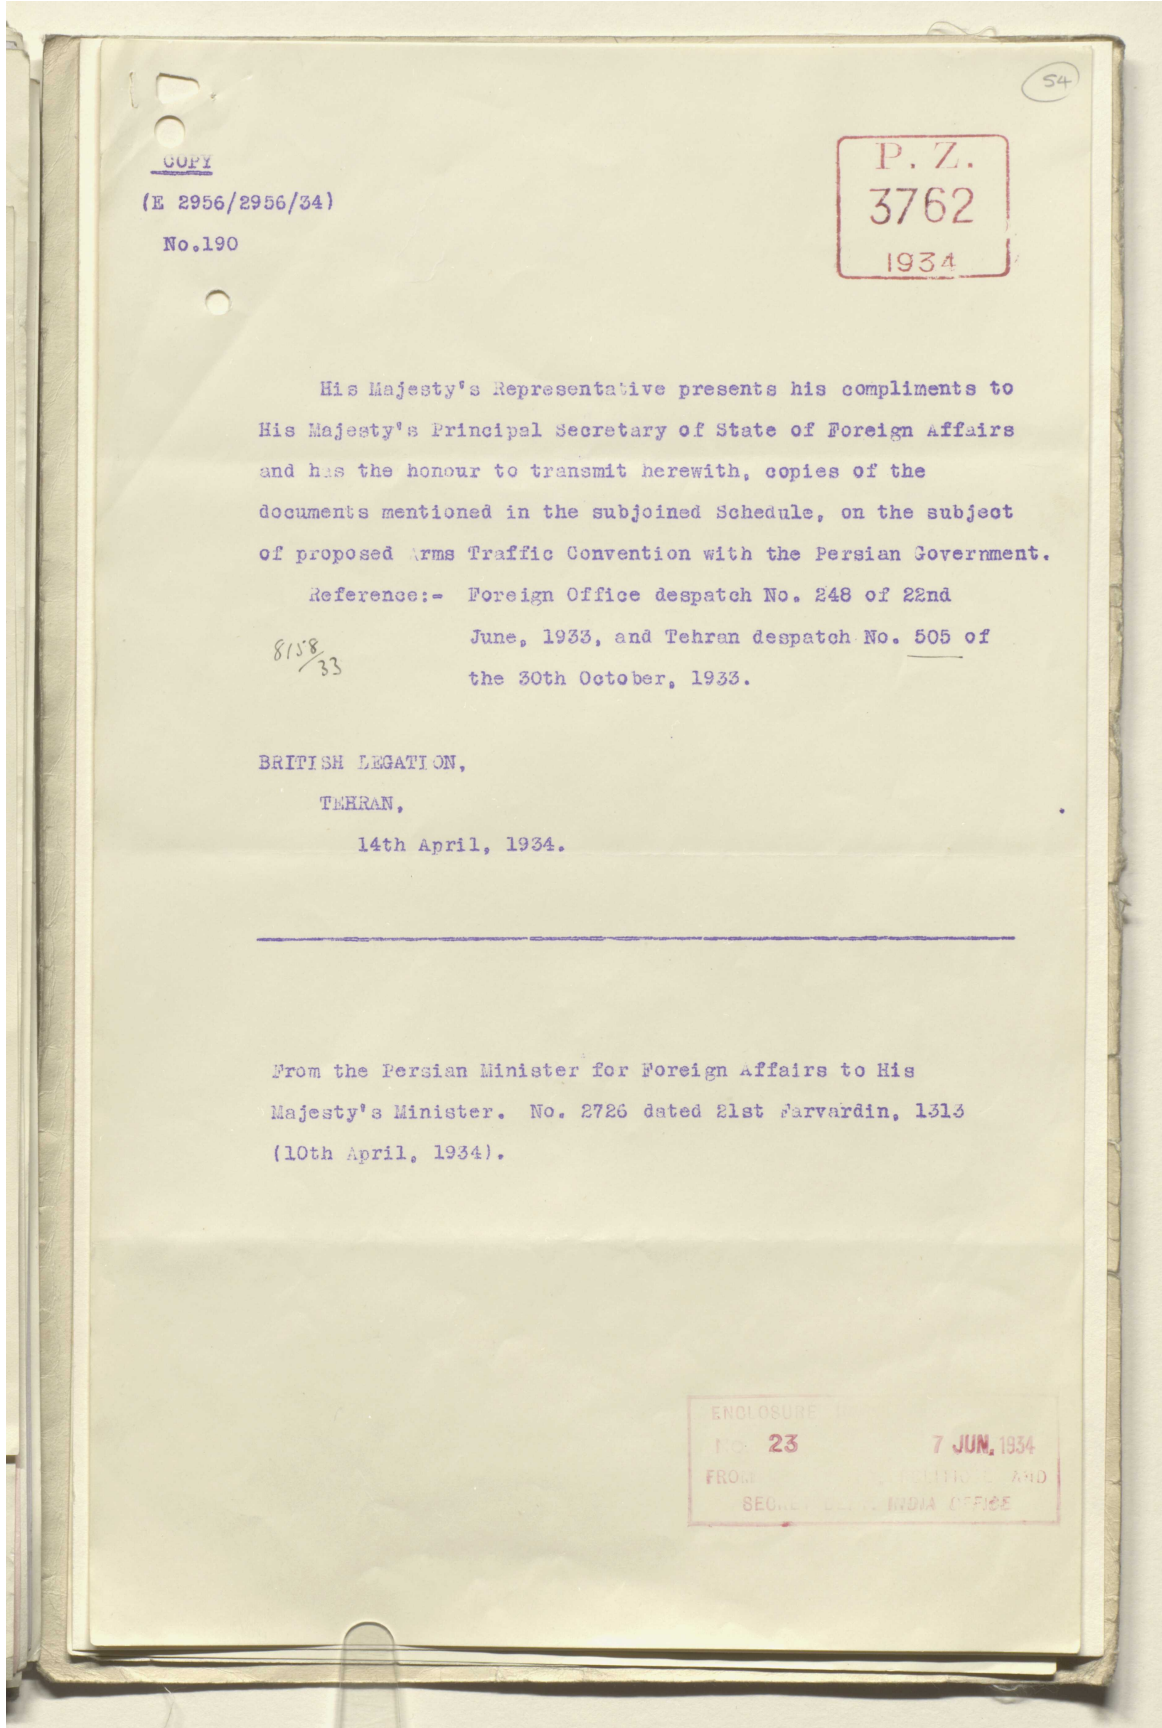 54
COPY
(E 2956/2956/34)
No.190
P. Z.
3762
1934
His Majesty's Representative presents his compliments to
His Majesty's Principal Secretary of State of Foreign Affairs
and has the honour to transmit herewith, copies of the
documents mentioned in the subjoined Schedule, on the subject
of proposed Arms Traffic Convention with the Persian Government.
Reference:- Foreign Office despatch No. 248 of 22nd
June, 1933, and Tehran despatch No. 505 of
8158/33
the 30th October, 1933.
BRITISH LEGATION,
TEHRAN,
14th April, 1934.
From the Persian Minister for Foreign Affairs to His
Majesty's Minister. No. 2726 dated 21st Farvardin, 1313
(10th April, 1934).
ENCLOSURE
NO. 23 7 JUN. 1934
FROM POLITICAL AND
SECRET DEPT. INDIA OFFICE